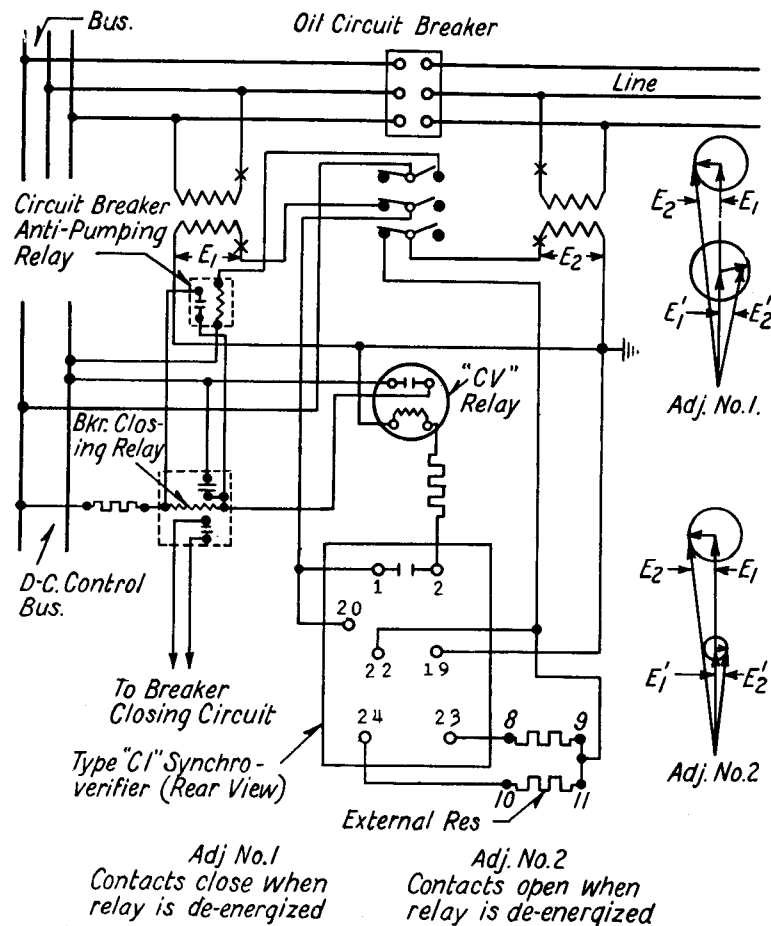 Bus.
Oil Circuit Breaker
Line
Circuit Breaker
Anti-Pumping
Relay
E₁
E₂
E₂
E₁
E₁'
E₂'
Adj. No.1.
"CV"
Relay
Bkr. Clos-
ing Relay
D-C. Control
Bus.
1
2
20
22
19
24
23
8
9
10
11
To Breaker
Closing Circuit
Type "CI" Synchro-
verifier (Rear View)
External Res
E₂
E₁
E₁'
E₂'
Adj. No.2
Adj No.1
Contacts close when
relay is de-energized
Adj. No.2
Contacts open when
relay is de-energized